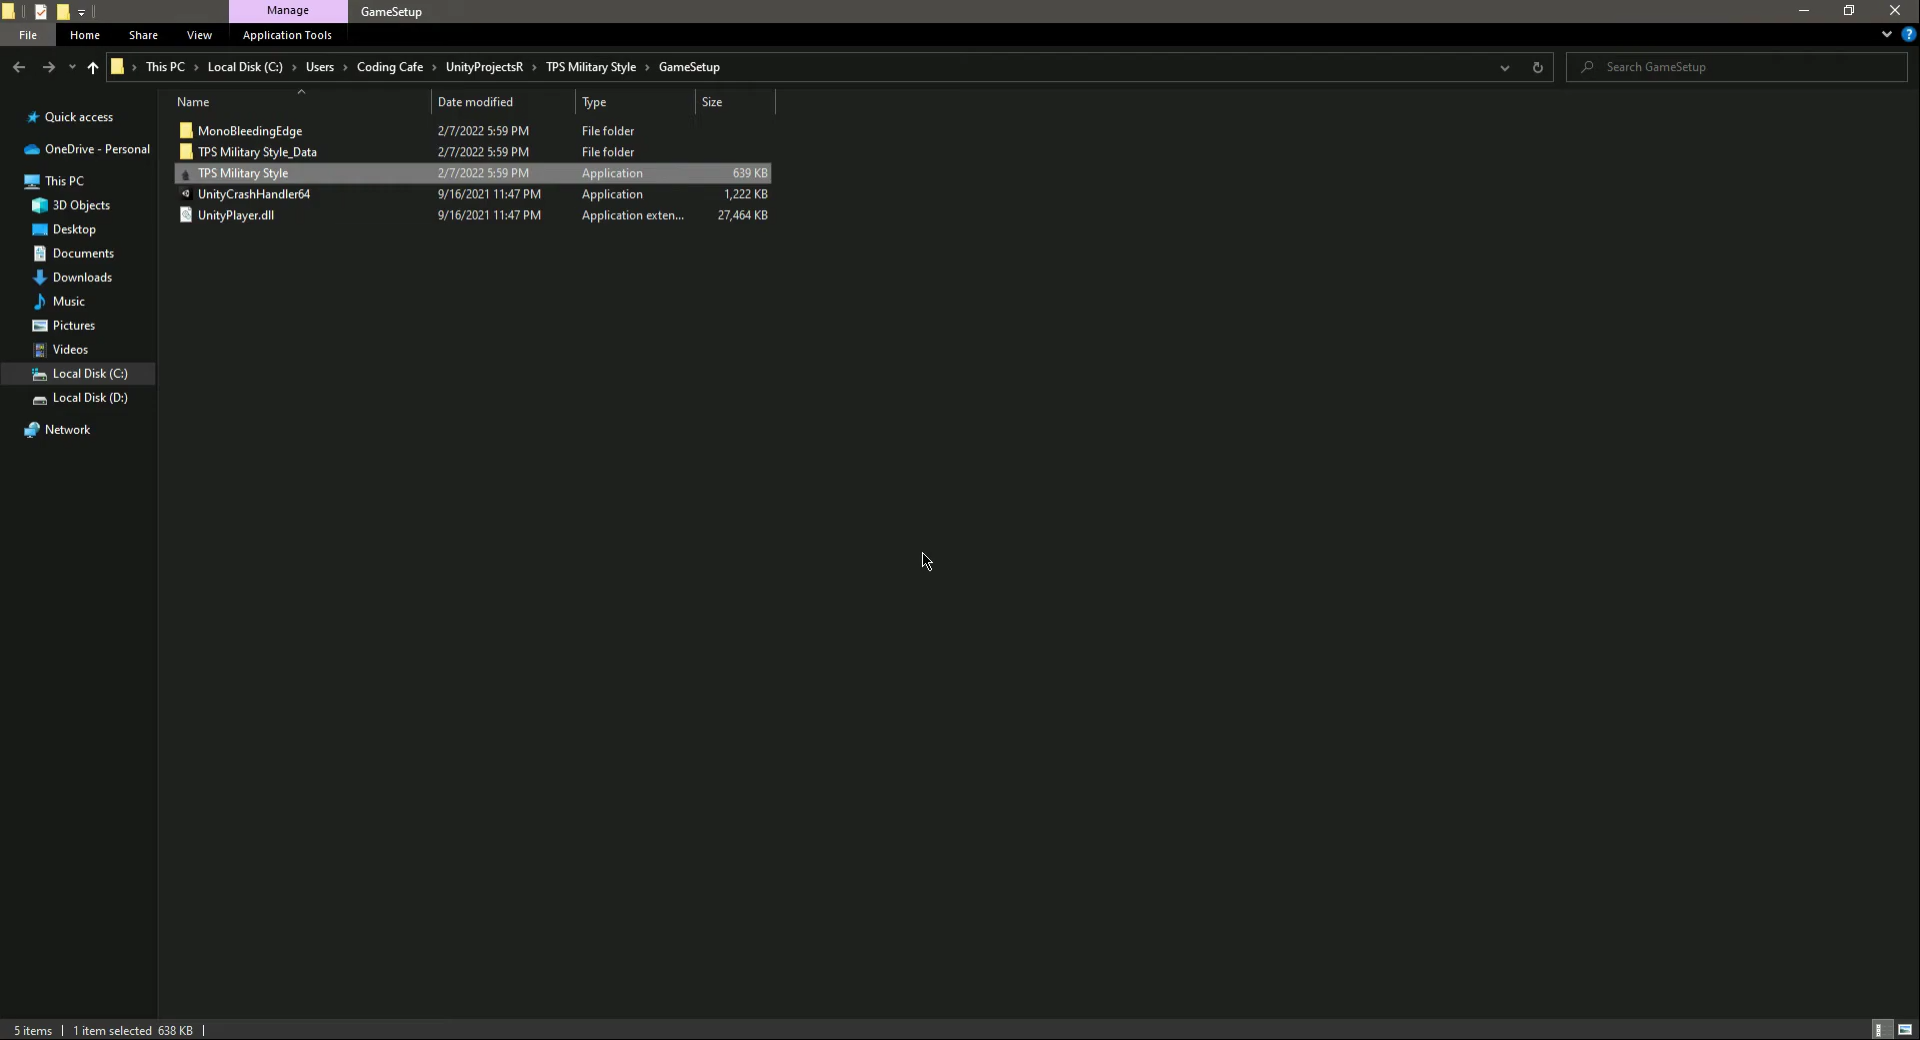 Manage GameSetup
File Home Share View Application Tools
This PC Local Disk (C:) Users Coding Cafe UnityProjectsR TPS Military Style GameSetup Search GameSetup
Name Date modified Type Size
MonoBleedingEdge 2/7/2022 5:59 PM File folder
TPS Military Style_Data 2/7/2022 5:59 PM File folder
TPS Military Style 2/7/2022 5:59 PM Application 639 KB
UnityCrashHandler64 9/16/2021 11:47 PM Application 1,222 KB
UnityPlayer.dll 9/16/2021 11:47 PM Application exten... 27,464 KB
Quick access
OneDrive - Personal
This PC
3D Objects
Desktop
Documents
Downloads
Music
Pictures
Videos
Local Disk (C:)
Local Disk (D:)
Network
5 items 1 item selected 638 KB